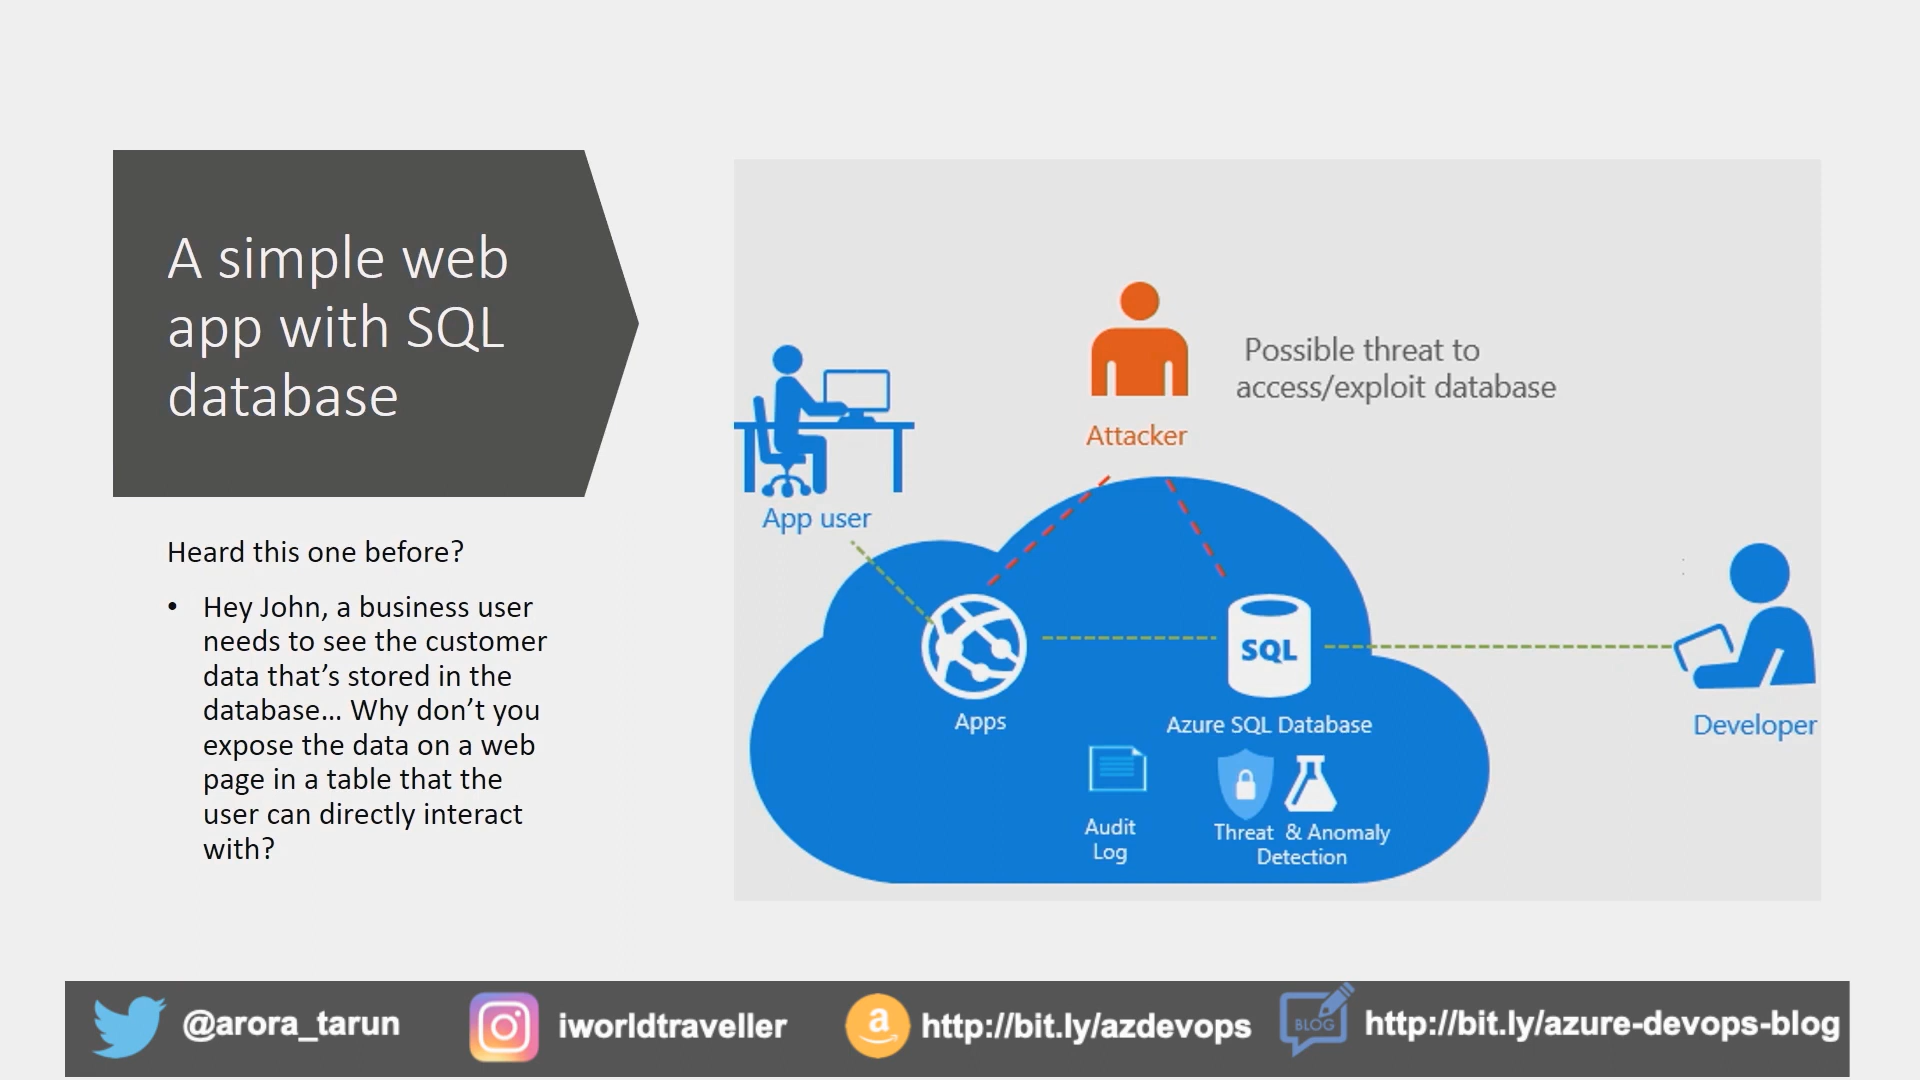 A simple web
app with SQL
database
Heard this one before?
• Hey John, a business user
needs to see the customer
data that’s stored in the
database... Why don’t you
expose the data on a web
page in a table that the
user can directly interact
with?
Possible threat to
access/exploit database
Attacker
App user
SQL
Apps
Azure SQL Database
Developer
Audit
Log
Threat & Anomaly
Detection
@arora_tarun
iworldtraveller
a
http://bit.ly/azdevops
BLOG
http://bit.ly/azure-devops-blog